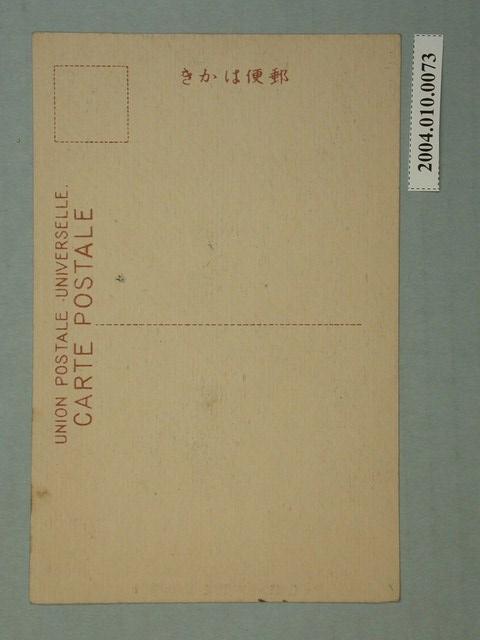 きかは便郵
UNION POSTALE UNIVERSELLE.
CARTE POSTALE
2004.010.0073